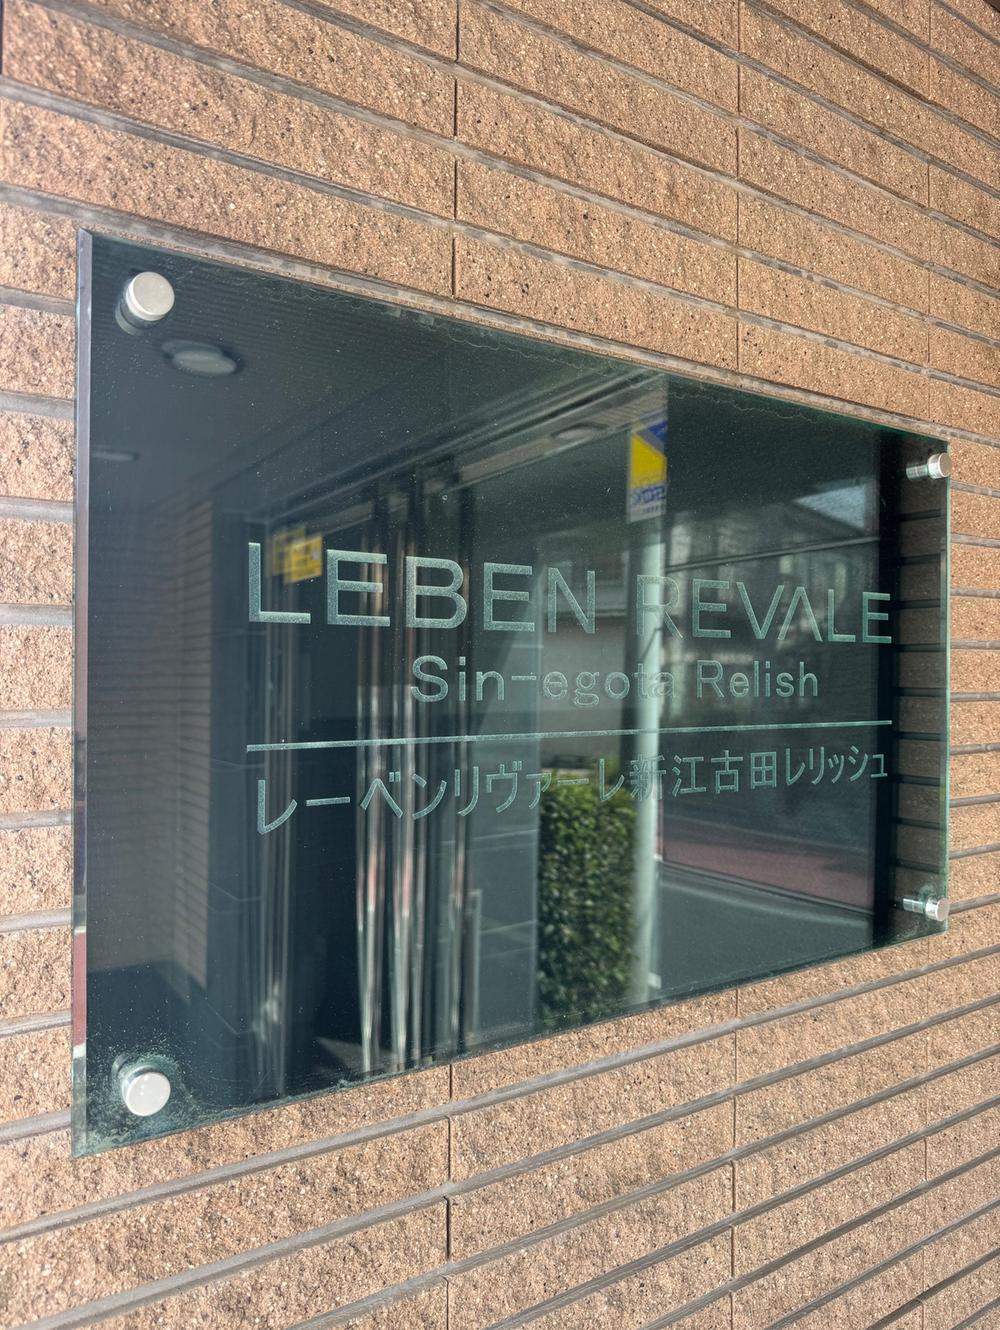 LEBEN REVALE
Sin-egota Relish
レーベンリヴァーレ新江古田レリッシュ